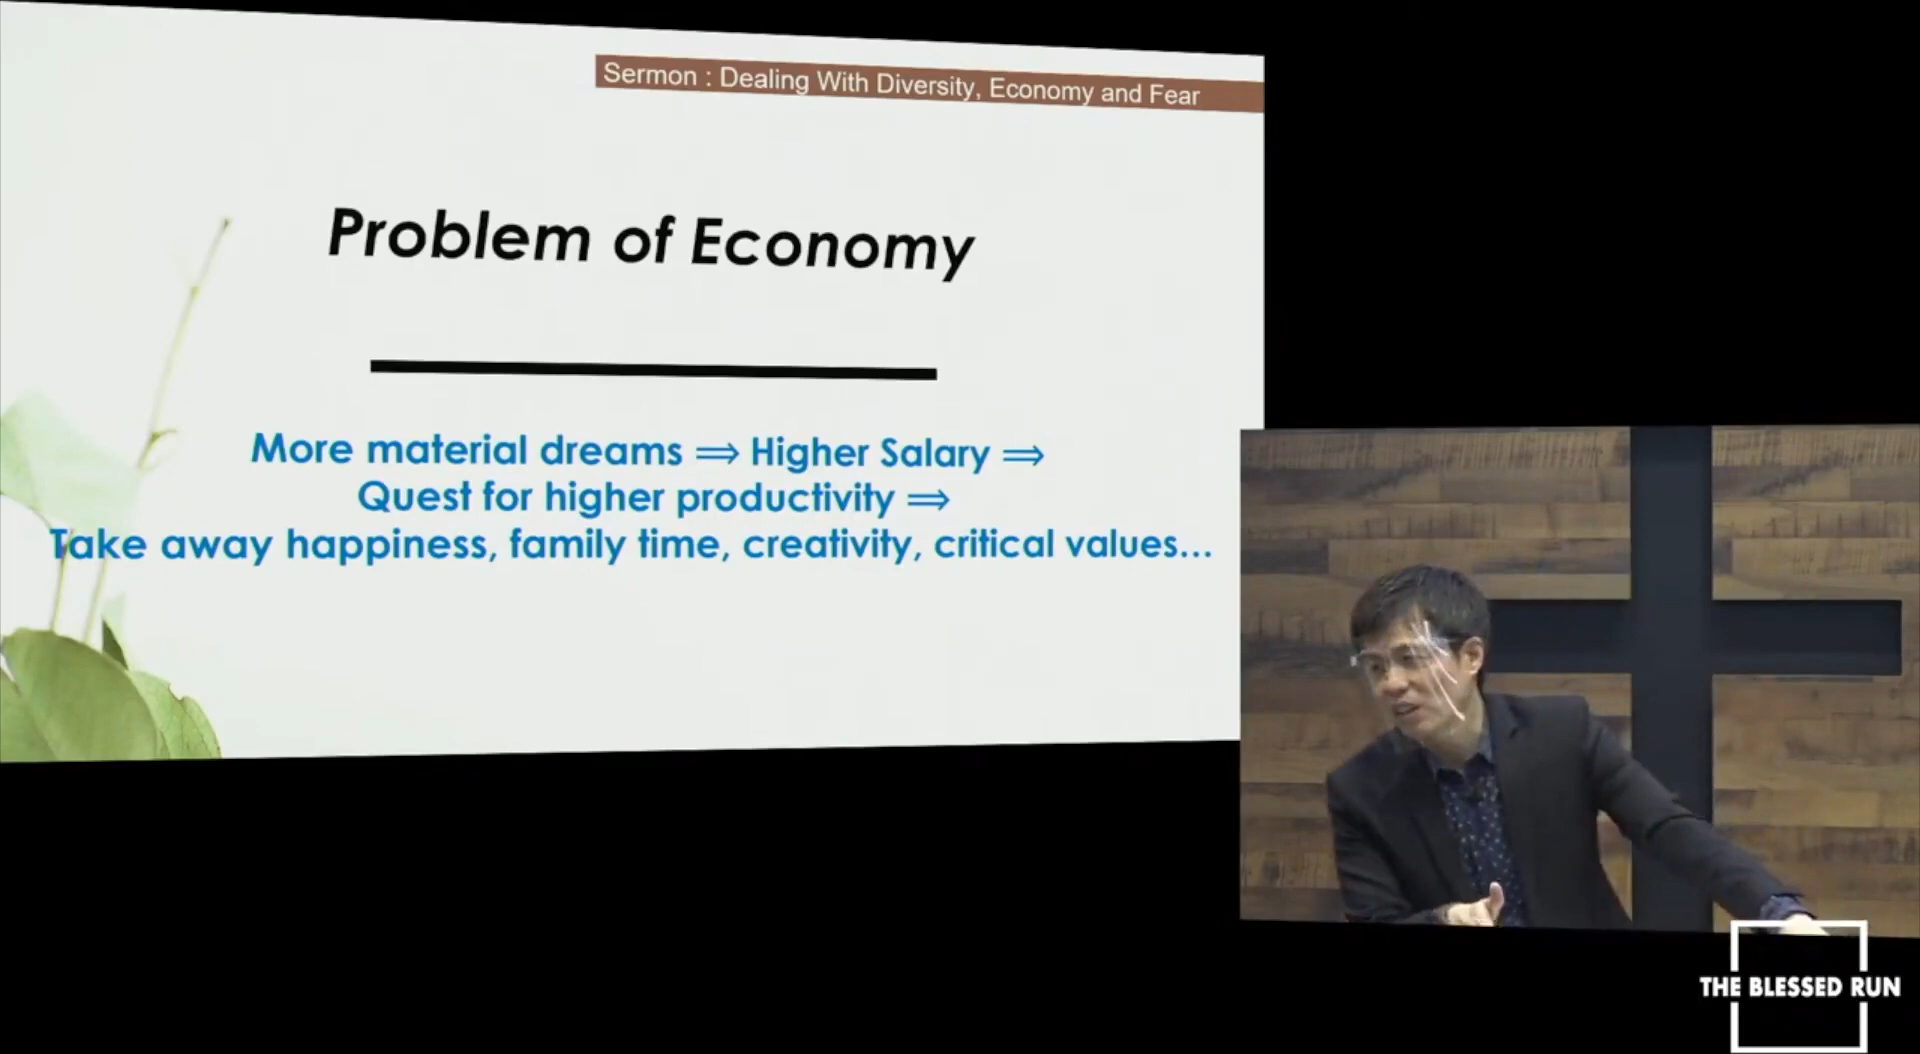 Sermon : Dealing With Diversity, Economy and Fear
Problem of Economy
More material dreams ⇒ Higher Salary ⇒
Quest for higher productivity ⇒
Take away happiness, family time, creativity, critical values...
THE BLESSED RUN